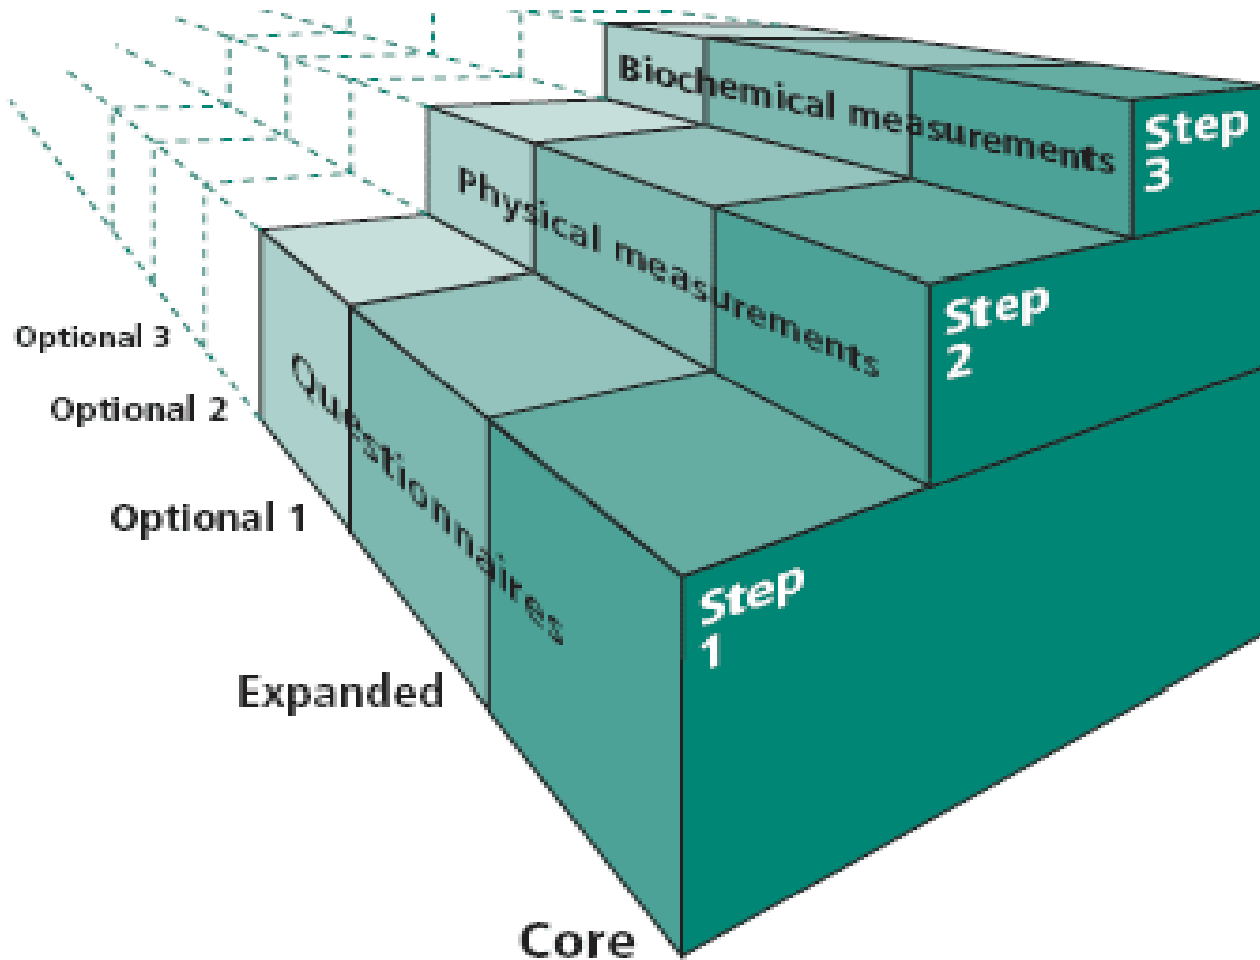 Biochemical measurements
Step
3
Physical measurements
Step
2
Questionnaires
Step
1
Optional 3
Optional 2
Optional 1
Expanded
Core